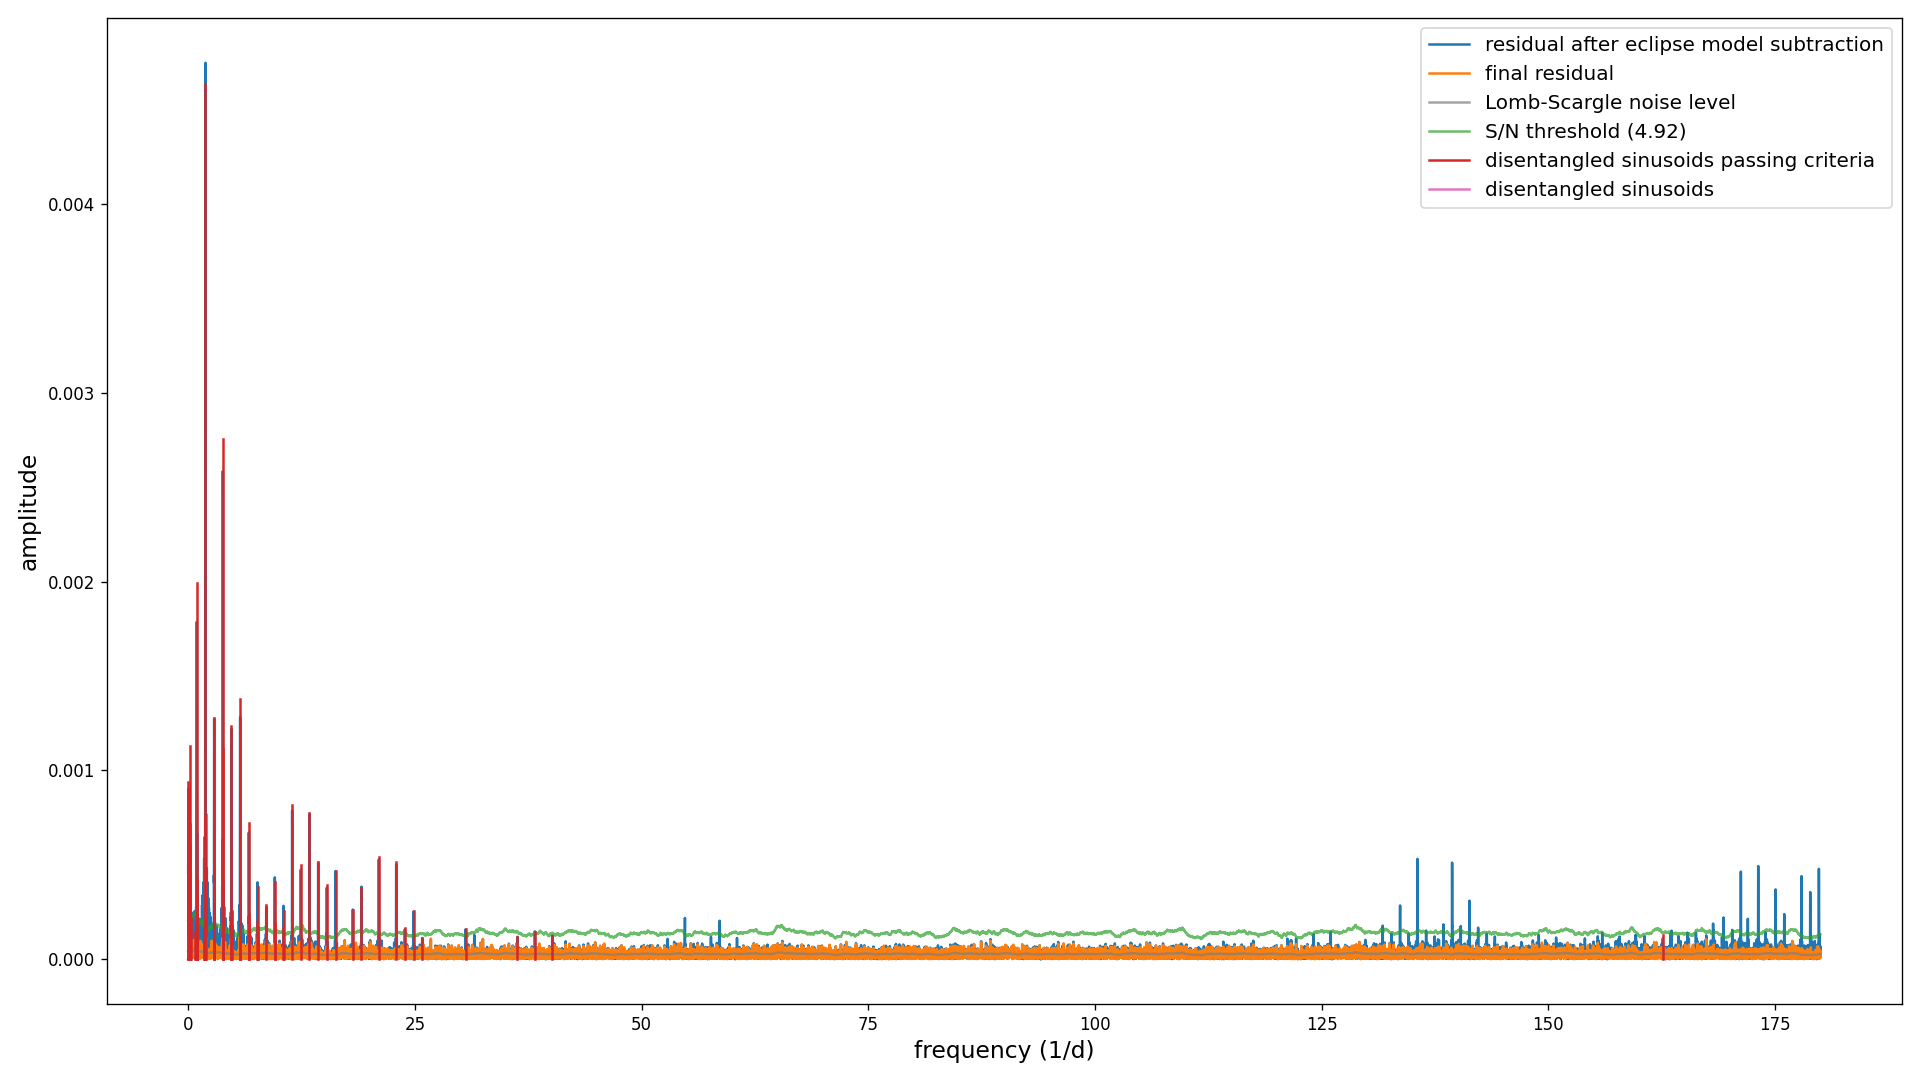 residual after eclipse model subtraction
final residual
Lomb-Scargle noise level
S/N threshold (4.92)
disentangled sinusoids passing criteria
disentangled sinusoids
amplitude
0.004
0.003
0.002
0.001
0.000
0 25 50 75 100 125 150 175
frequency (1/d)